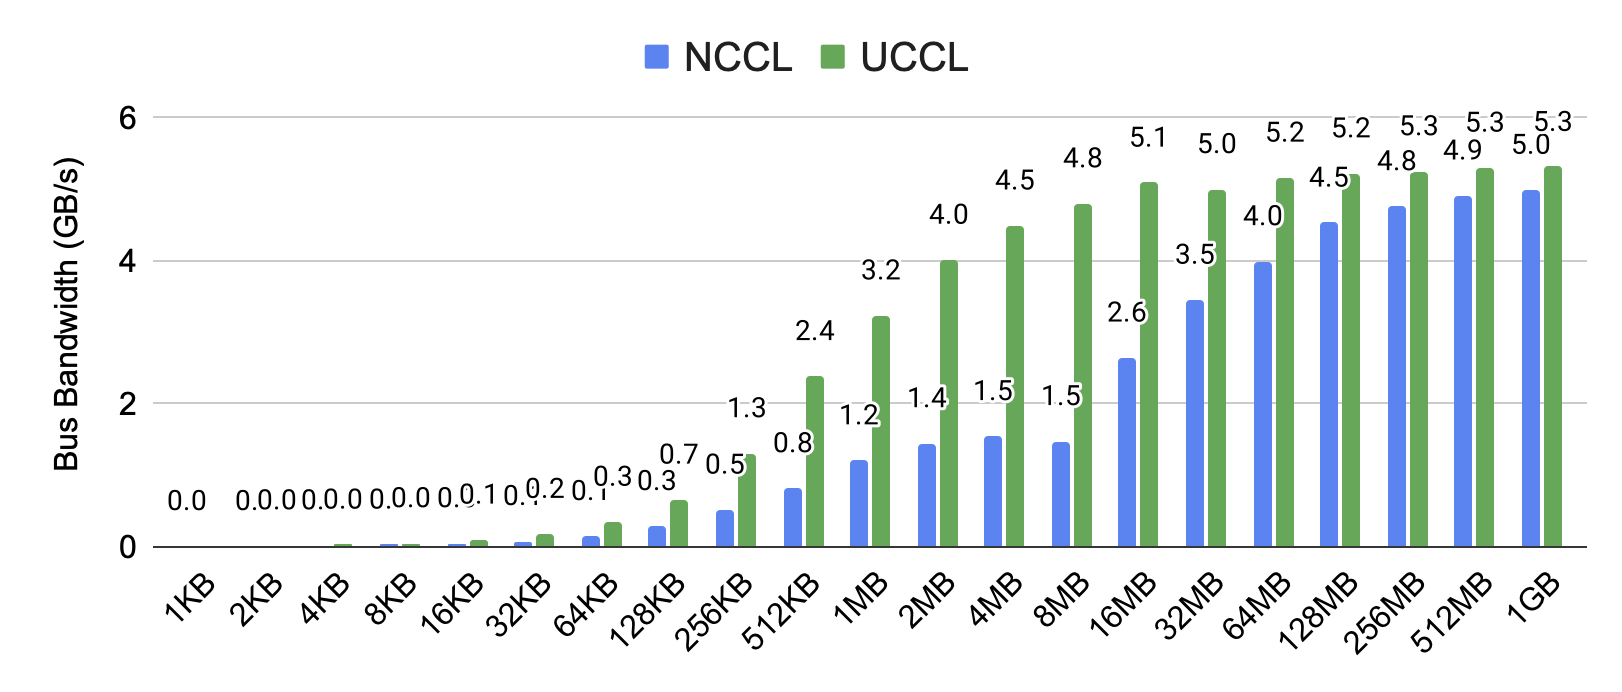 NCCL UCCL
Bus Bandwidth (GB/s)
6
4
2
0
0.0 0.0 0.0 0.0 0.0 0.0 0.0 0.1 0.2 0.3 0.3 0.7 0.5 1.3 0.8 2.4 1.2 3.2 1.4 4.0 1.5 4.5 1.5 4.8 2.6 5.1 3.5 5.0 4.0 5.2 4.5 5.2 4.8 5.3 4.9 5.3 5.0 5.3
1KB 2KB 4KB 8KB 16KB 32KB 64KB 128KB 256KB 512KB 1MB 2MB 4MB 8MB 16MB 32MB 64MB 128MB 256MB 512MB 1GB